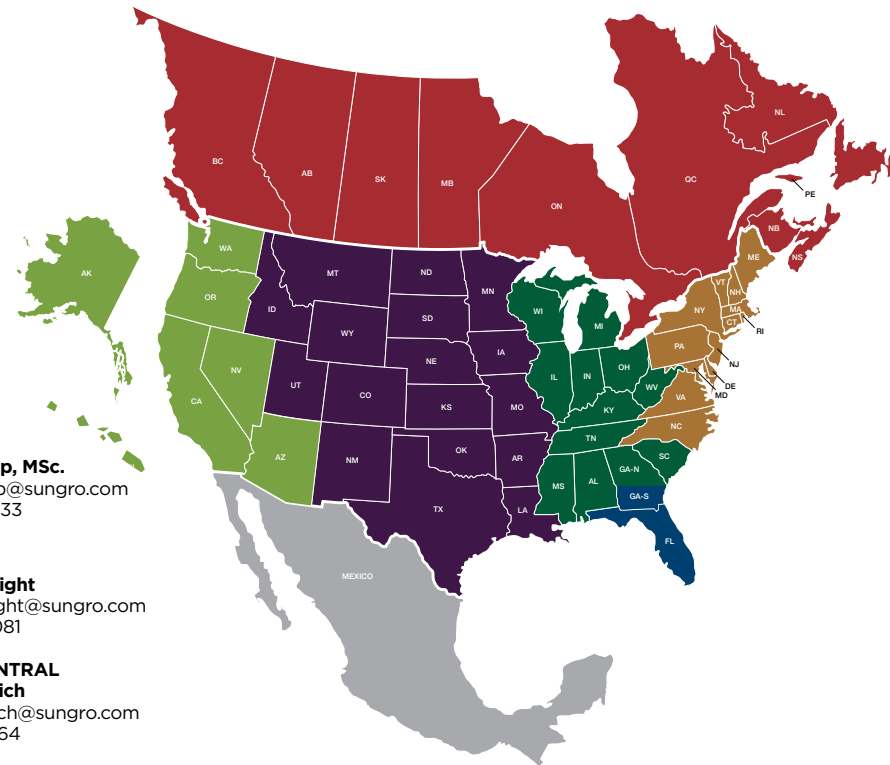 NL
BC
AB
SK
MB
QC
PE
ON
NB
NS
ME
WA
AK
MT
ND
VT
NH
OR
MN
ID
SD
WI
NY
MA
CT
RI
WY
MI
PA
NJ
NE
IA
OH
NV
UT
IL
IN
DE
MD
CO
WV
VA
CA
KS
MO
KY
NC
TN
OK
AZ
NM
AR
SC
MS
AL
GA-N
GA-S
TX
LA
FL
MEXICO
p, MSc.
@sungro.com
33
ight
ght@sungro.com
081
NTRAL
ich
ch@sungro.com
64